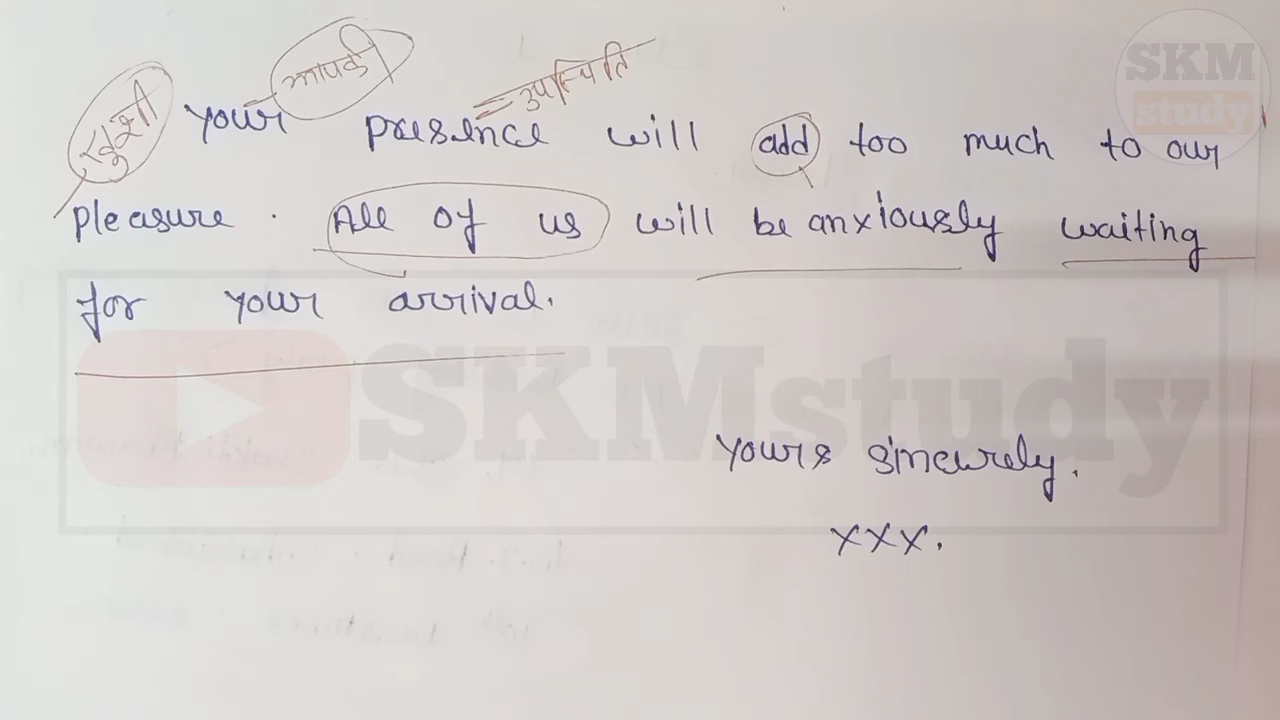 SKM
study
आपकी
उपस्थिति
खुशी
your presence will add too much to our
pleasure. All of us will be anxiously waiting
for your arrival.
SKMstudy
yours sincerely.
XXX.